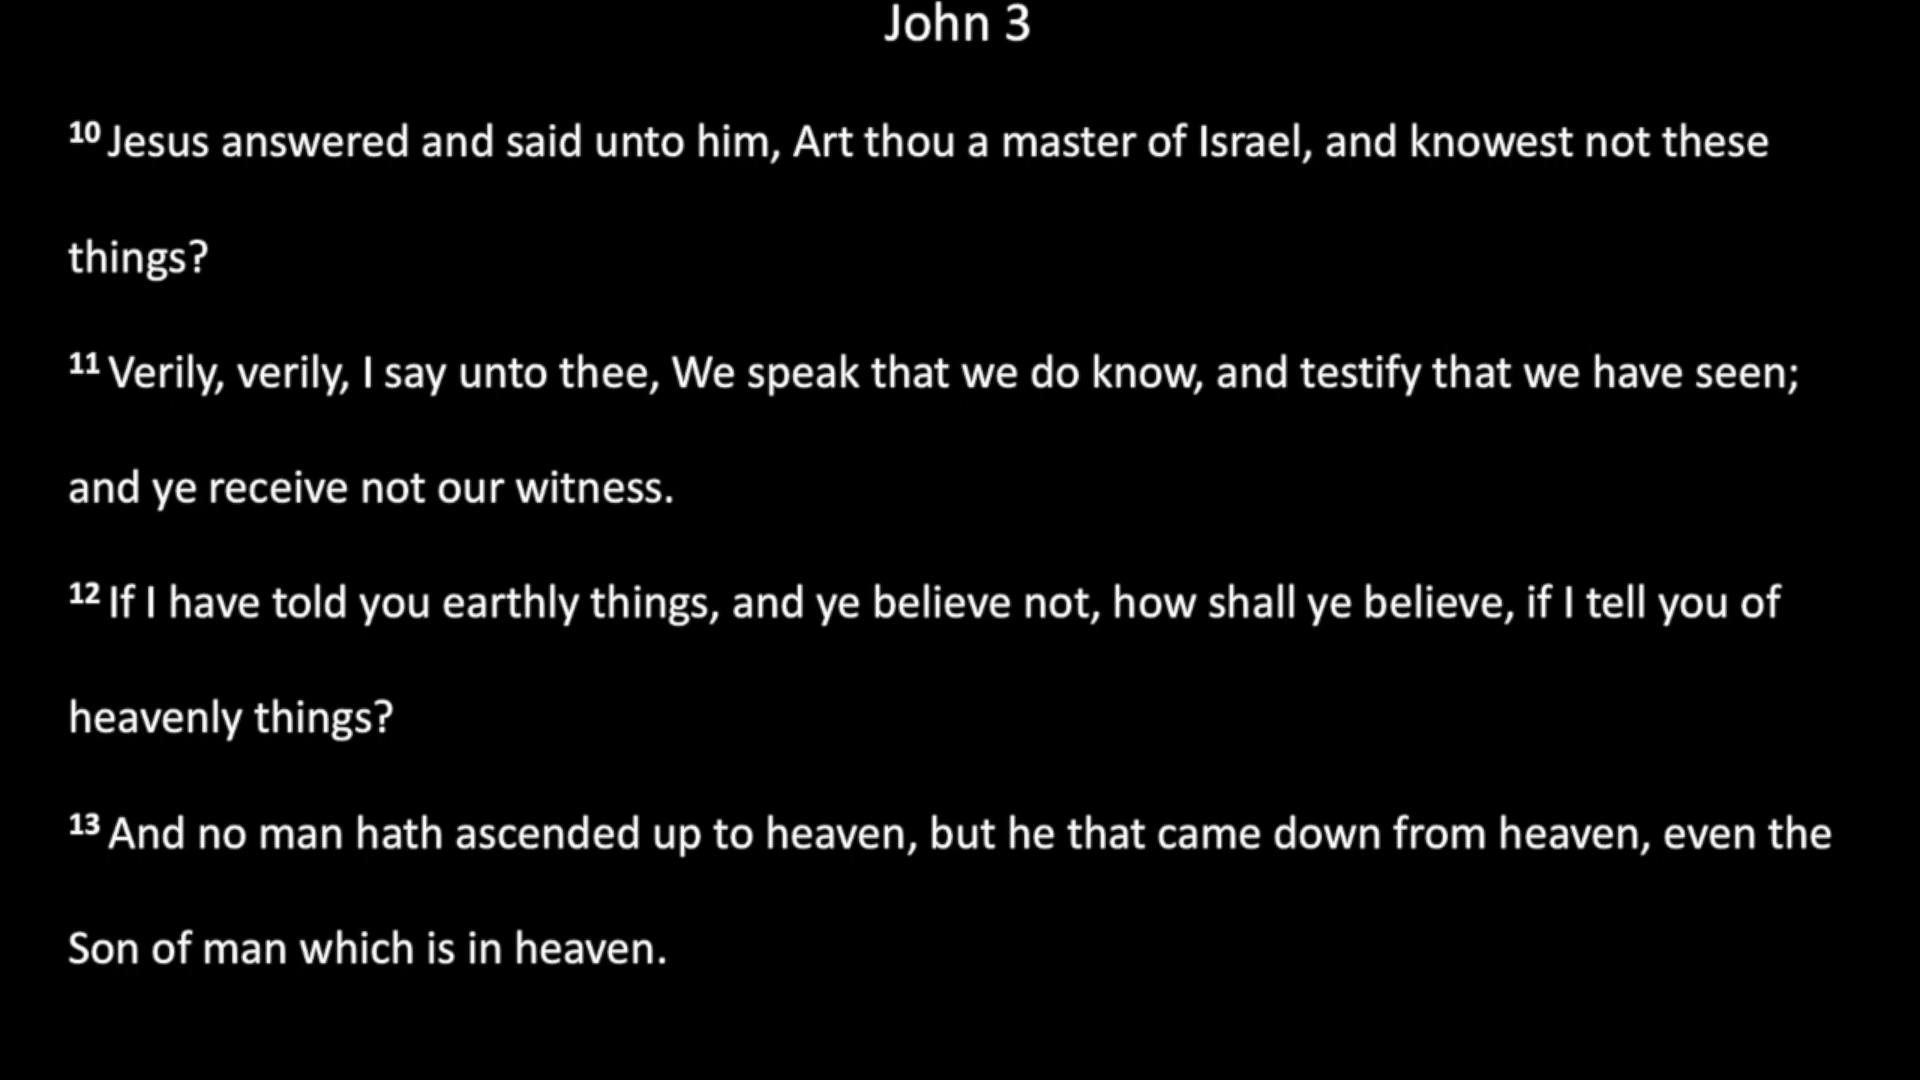 John 3
10 Jesus answered and said unto him, Art thou a master of Israel, and knowest not these
things?
11 Verily, verily, I say unto thee, We speak that we do know, and testify that we have seen;
and ye receive not our witness.
12 If I have told you earthly things, and ye believe not, how shall ye believe, if I tell you of
heavenly things?
13 And no man hath ascended up to heaven, but he that came down from heaven, even the
Son of man which is in heaven.